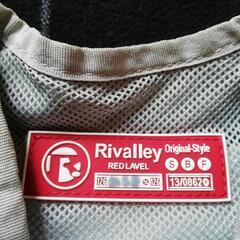 Rivalley
Original-Style
RED LAVEL
S B F
13/0862